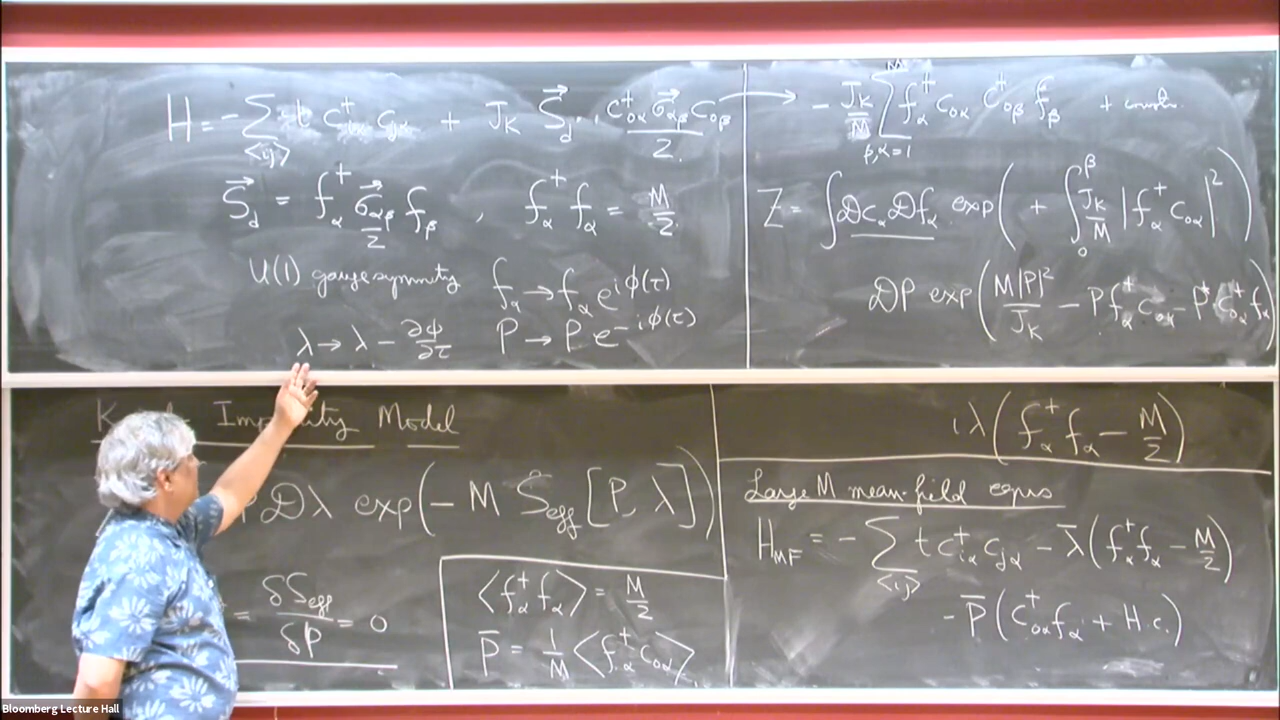 H = - Σ_{<ij>} t c†_{iα} c_{jα} + J_K S⃗_d · c†_{0α} σ⃗_{αβ}/2 c_{0β} →
S⃗_d = f†_α σ⃗_{αβ}/2 f_β , f†_α f_α = M/2
U(1) gauge symmetry f_α → f_α e^{iφ(τ)}
λ → λ - ∂φ/∂τ P → P e^{-iφ(τ)}
- J_K/M Σ_{β,α=1}^{M} f†_α c_{0α} c†_{0β} f_β +
Z = ∫ 𝒟c_α 𝒟f_α exp( + ∫_0^β J_K/M |f†_α c_{0α}|² )
𝒟P exp( M|P|²/J_K - P f†_α c_{0α} - P* c†_{0α} f_α
Impurity Model
P 𝒟λ exp(-M S_eff [P, λ])
= δS_eff/δP = 0
<f†_α f_α> = M/2
P̄ = 1/M <f†_α c_{0α}>
iλ( f†_α f_α - M/2 )
Large M mean-field eqns
H_MF = - Σ_{<ij>} t c†_{iα} c_{jα} - λ̄( f†_α f_α - M/2 )
- P̄( c†_{0α} f_α + H.c. )
Bloomberg Lecture Hall